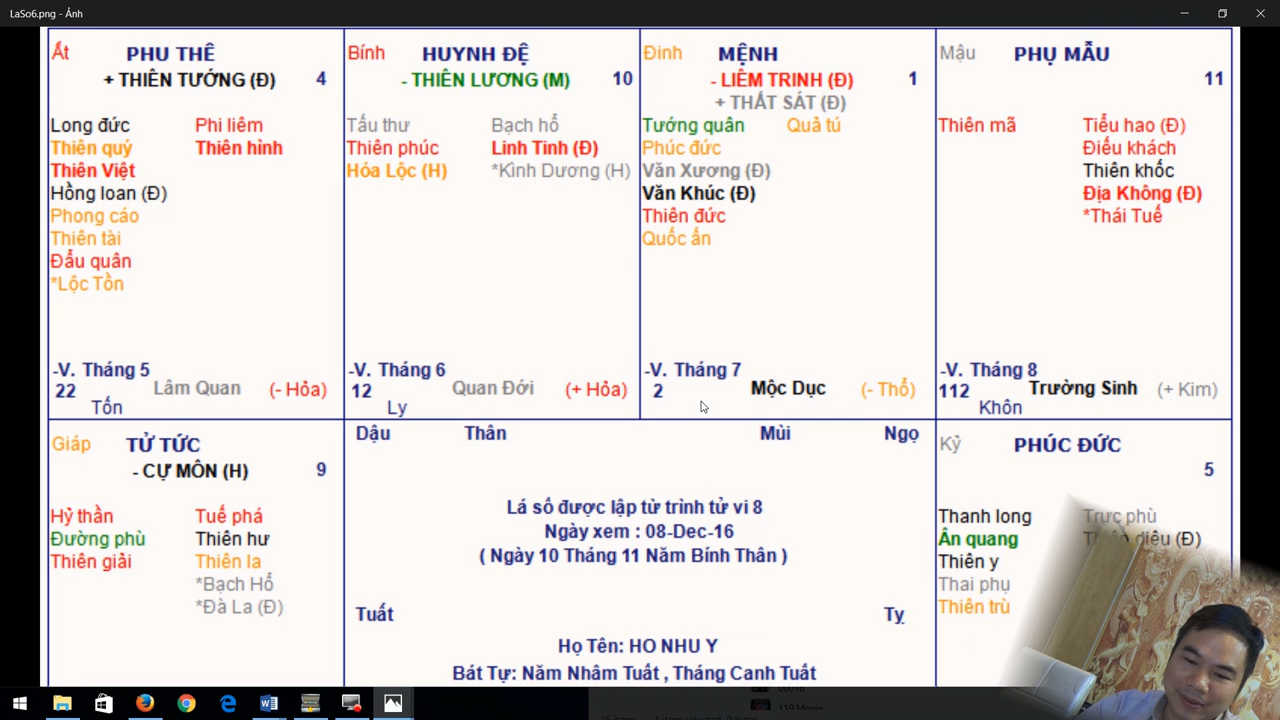 LaSo6.png - Ảnh
Ất PHU THÊ
+ THIÊN TƯỚNG (Đ) 4
Long đức Phi liêm
Thiên quý Thiên hình
Thiên Việt
Hồng loan (Đ)
Phong cáo
Thiên tài
Đẩu quân
*Lộc Tồn
-V. Tháng 5
22 Lâm Quan (- Hỏa)
Tốn
Bính HUYNH ĐỆ
- THIÊN LƯƠNG (M) 10
Tấu thư Bạch hổ
Thiên phúc Linh Tinh (Đ)
Hóa Lộc (H) *Kình Dương (H)
-V. Tháng 6
12 Quan Đới (+ Hỏa)
Ly
Đinh MỆNH
- LIÊM TRINH (Đ) 1
+ THẤT SÁT (Đ)
Tướng quân Quả tú
Phúc đức
Văn Xương (Đ)
Văn Khúc (Đ)
Thiên đức
Quốc ấn
-V. Tháng 7
2 Mộc Dục (- Thổ)
Mậu PHỤ MẪU
11
Thiên mã Tiểu hao (Đ)
Điếu khách
Thiên khốc
Địa Không (Đ)
*Thái Tuế
-V. Tháng 8
112 Trường Sinh (+ Kim)
Khôn
Giáp TỬ TỨC
- CỰ MÔN (H) 9
Hỷ thần Tuế phá
Đường phù Thiên hư
Thiên giải Thiên la
*Bạch Hổ
*Đà La (Đ)
Dậu Thân Mùi Ngọ
Lá số được lập từ trình tử vi 8
Ngày xem : 08-Dec-16
( Ngày 10 Tháng 11 Năm Bính Thân )
Tuất Tỵ
Họ Tên: HO NHU Y
Bát Tự: Năm Nhâm Tuất , Tháng Canh Tuất
Kỷ PHÚC ĐỨC
5
Thanh long Trực phù
Ân quang Thiên diêu (Đ)
Thiên y
Thai phụ
Thiên trù